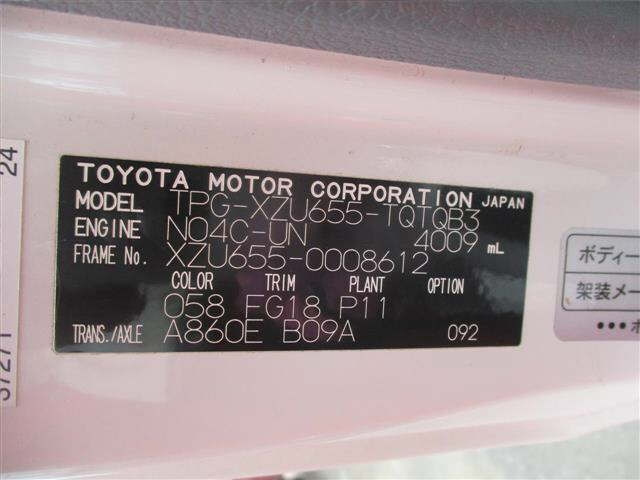 TOYOTA MOTOR CORPORATION JAPAN
MODEL TPG-XZU655-TQTQB3
ENGINE N04C-UN 4009 mL
FRAME No. XZU655-0008612
COLOR TRIM PLANT OPTION
058 FG18 P11
TRANS./AXLE A860E B09A 092
24
37271
ボディー
架装メー